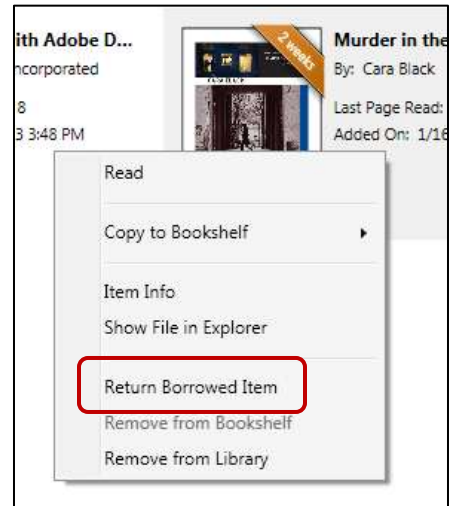 ith Adobe D...
ncorporated
8
3 3:48 PM
2 weeks
Murder in the
By: Cara Black
Last Page Read:
Added On: 1/16
Read
Copy to Bookshelf
Item Info
Show File in Explorer
Return Borrowed Item
Remove from Bookshelf
Remove from Library